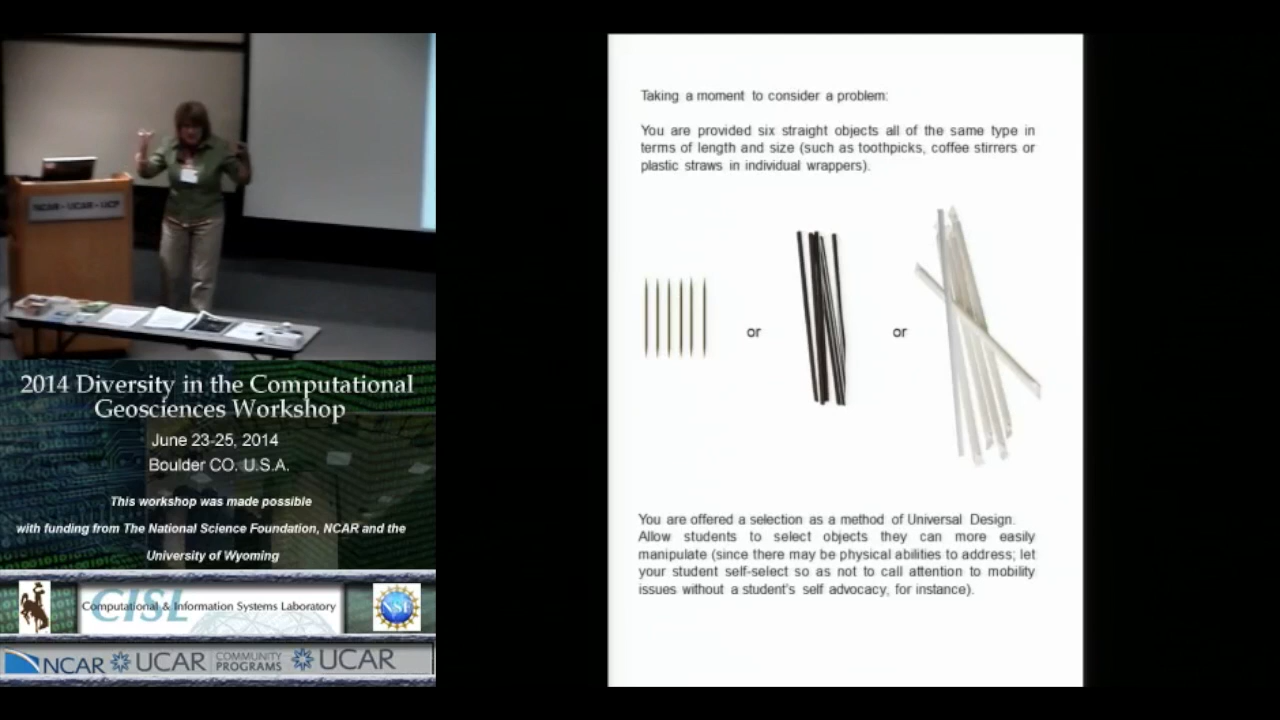 NCAR-UCAR-UCP
2014 Diversity in the Computational
Geosciences Workshop
June 23-25, 2014
Boulder CO. U.S.A.
This workshop was made possible
with funding from The National Science Foundation, NCAR and the
University of Wyoming
CISL
Computational & Information Systems Laboratory
NSF
NCAR
UCAR
COMMUNITY
PROGRAMS
UCAR
Taking a moment to consider a problem:
You are provided six straight objects all of the same type in
terms of length and size (such as toothpicks, coffee stirrers or
plastic straws in individual wrappers).
or
or
You are offered a selection as a method of Universal Design.
Allow students to select objects they can more easily
manipulate (since there may be physical abilities to address; let
your student self-select so as not to call attention to mobility
issues without a student's self advocacy, for instance).